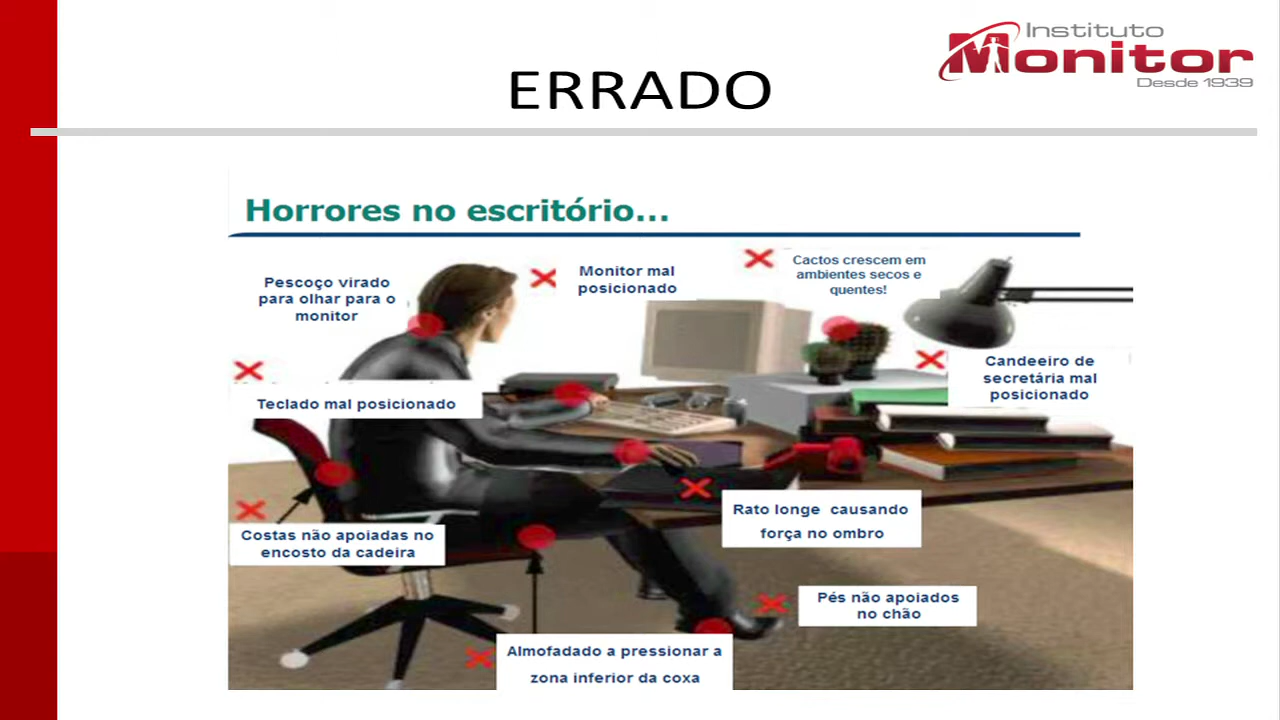 Instituto
Monitor
Desde 1939
ERRADO
Horrores no escritório...
Pescoço virado
para olhar para o
monitor
Monitor mal
posicionado
Cactos crescem em
ambientes secos e
quentes!
Candeeiro de
secretária mal
posicionado
Teclado mal posicionado
Costas não apoiadas no
encosto da cadeira
Rato longe causando
força no ombro
Pés não apoiados
no chão
Almofadado a pressionar a
zona inferior da coxa